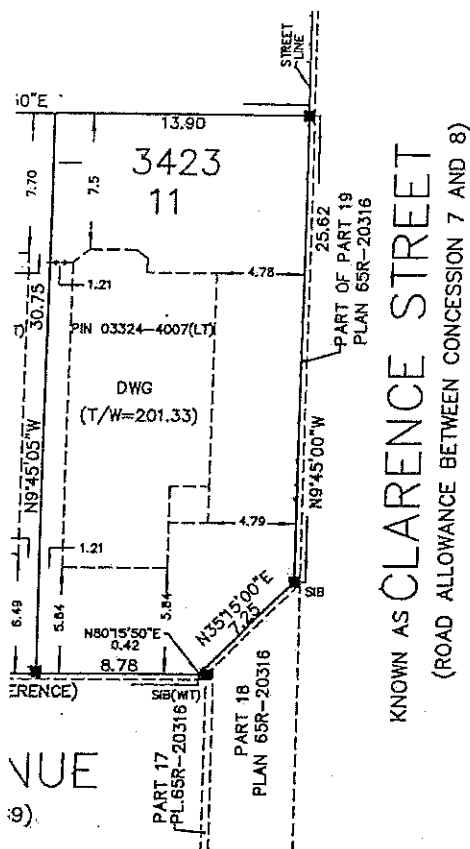 STREET
LINE
0"E
13.90
3423
11
7.70
7.5
25.62
PART OF PART 19
PLAN 65R-20316
4.78
1.21
30.75
PIN 03324-4007(LT)
DWG
(T/W=201.33)
N9°45'05"W
N9°45'00"W
4.79
1.21
6.49
5.84
5.84
N80°15'50"E
0.42
8.78
N35°15'00"E
7.25
SIB
SIB(WIT)
ERENCE)
PART 17
PL.65R-20316
PART 18
PLAN 65R-20316
NUE
9)
KNOWN AS CLARENCE STREET
(ROAD ALLOWANCE BETWEEN CONCESSION 7 AND 8)